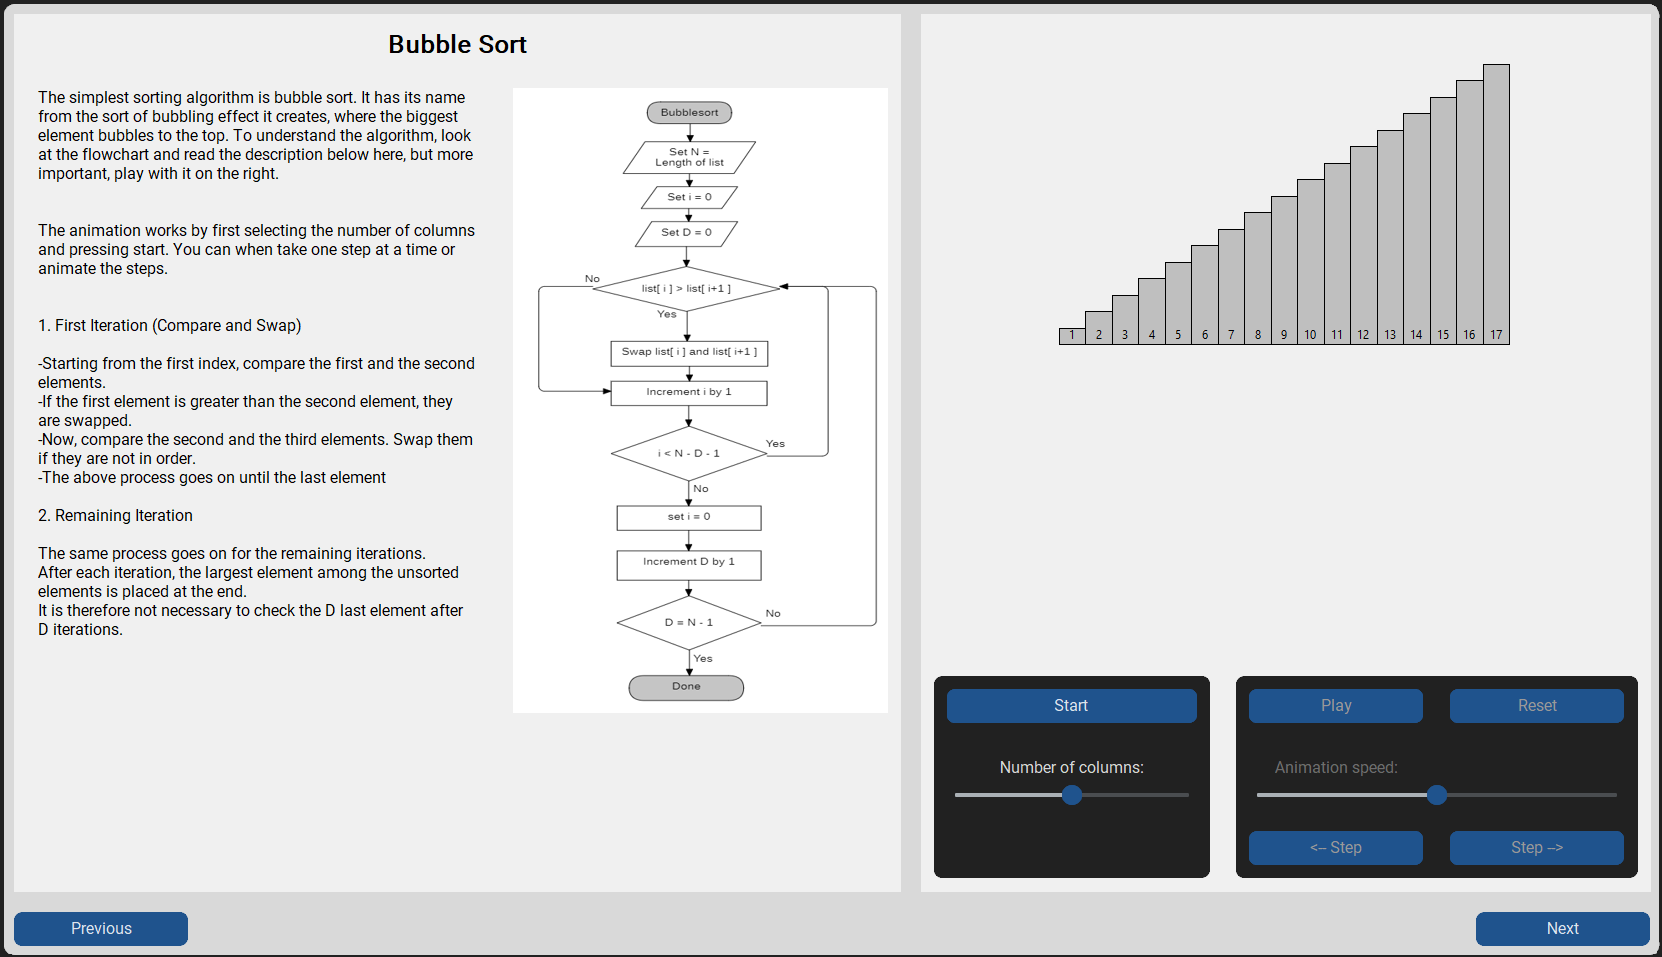 Bubble Sort
The simplest sorting algorithm is bubble sort. It has its name
from the sort of bubbling effect it creates, where the biggest
element bubbles to the top. To understand the algorithm, look
at the flowchart and read the description below here, but more
important, play with it on the right.
The animation works by first selecting the number of columns
and pressing start. You can when take one step at a time or
animate the steps.
1. First Iteration (Compare and Swap)
-Starting from the first index, compare the first and the second
elements.
-If the first element is greater than the second element, they
are swapped.
-Now, compare the second and the third elements. Swap them
if they are not in order.
-The above process goes on until the last element
2. Remaining Iteration
The same process goes on for the remaining iterations.
After each iteration, the largest element among the unsorted
elements is placed at the end.
It is therefore not necessary to check the D last element after
D iterations.
Bubblesort
Set N =
Length of list
Set i = 0
Set D = 0
No
list[ i ] > list[ i+1 ]
Yes
Swap list[ i ] and list[ i+1 ]
Increment i by 1
Yes
i < N - D - 1
No
set i = 0
Increment D by 1
No
D = N - 1
Yes
Done
1 2 3 4 5 6 7 8 9 10 11 12 13 14 15 16 17
Start
Number of columns:
Play
Reset
Animation speed:
<-- Step
Step -->
Previous
Next